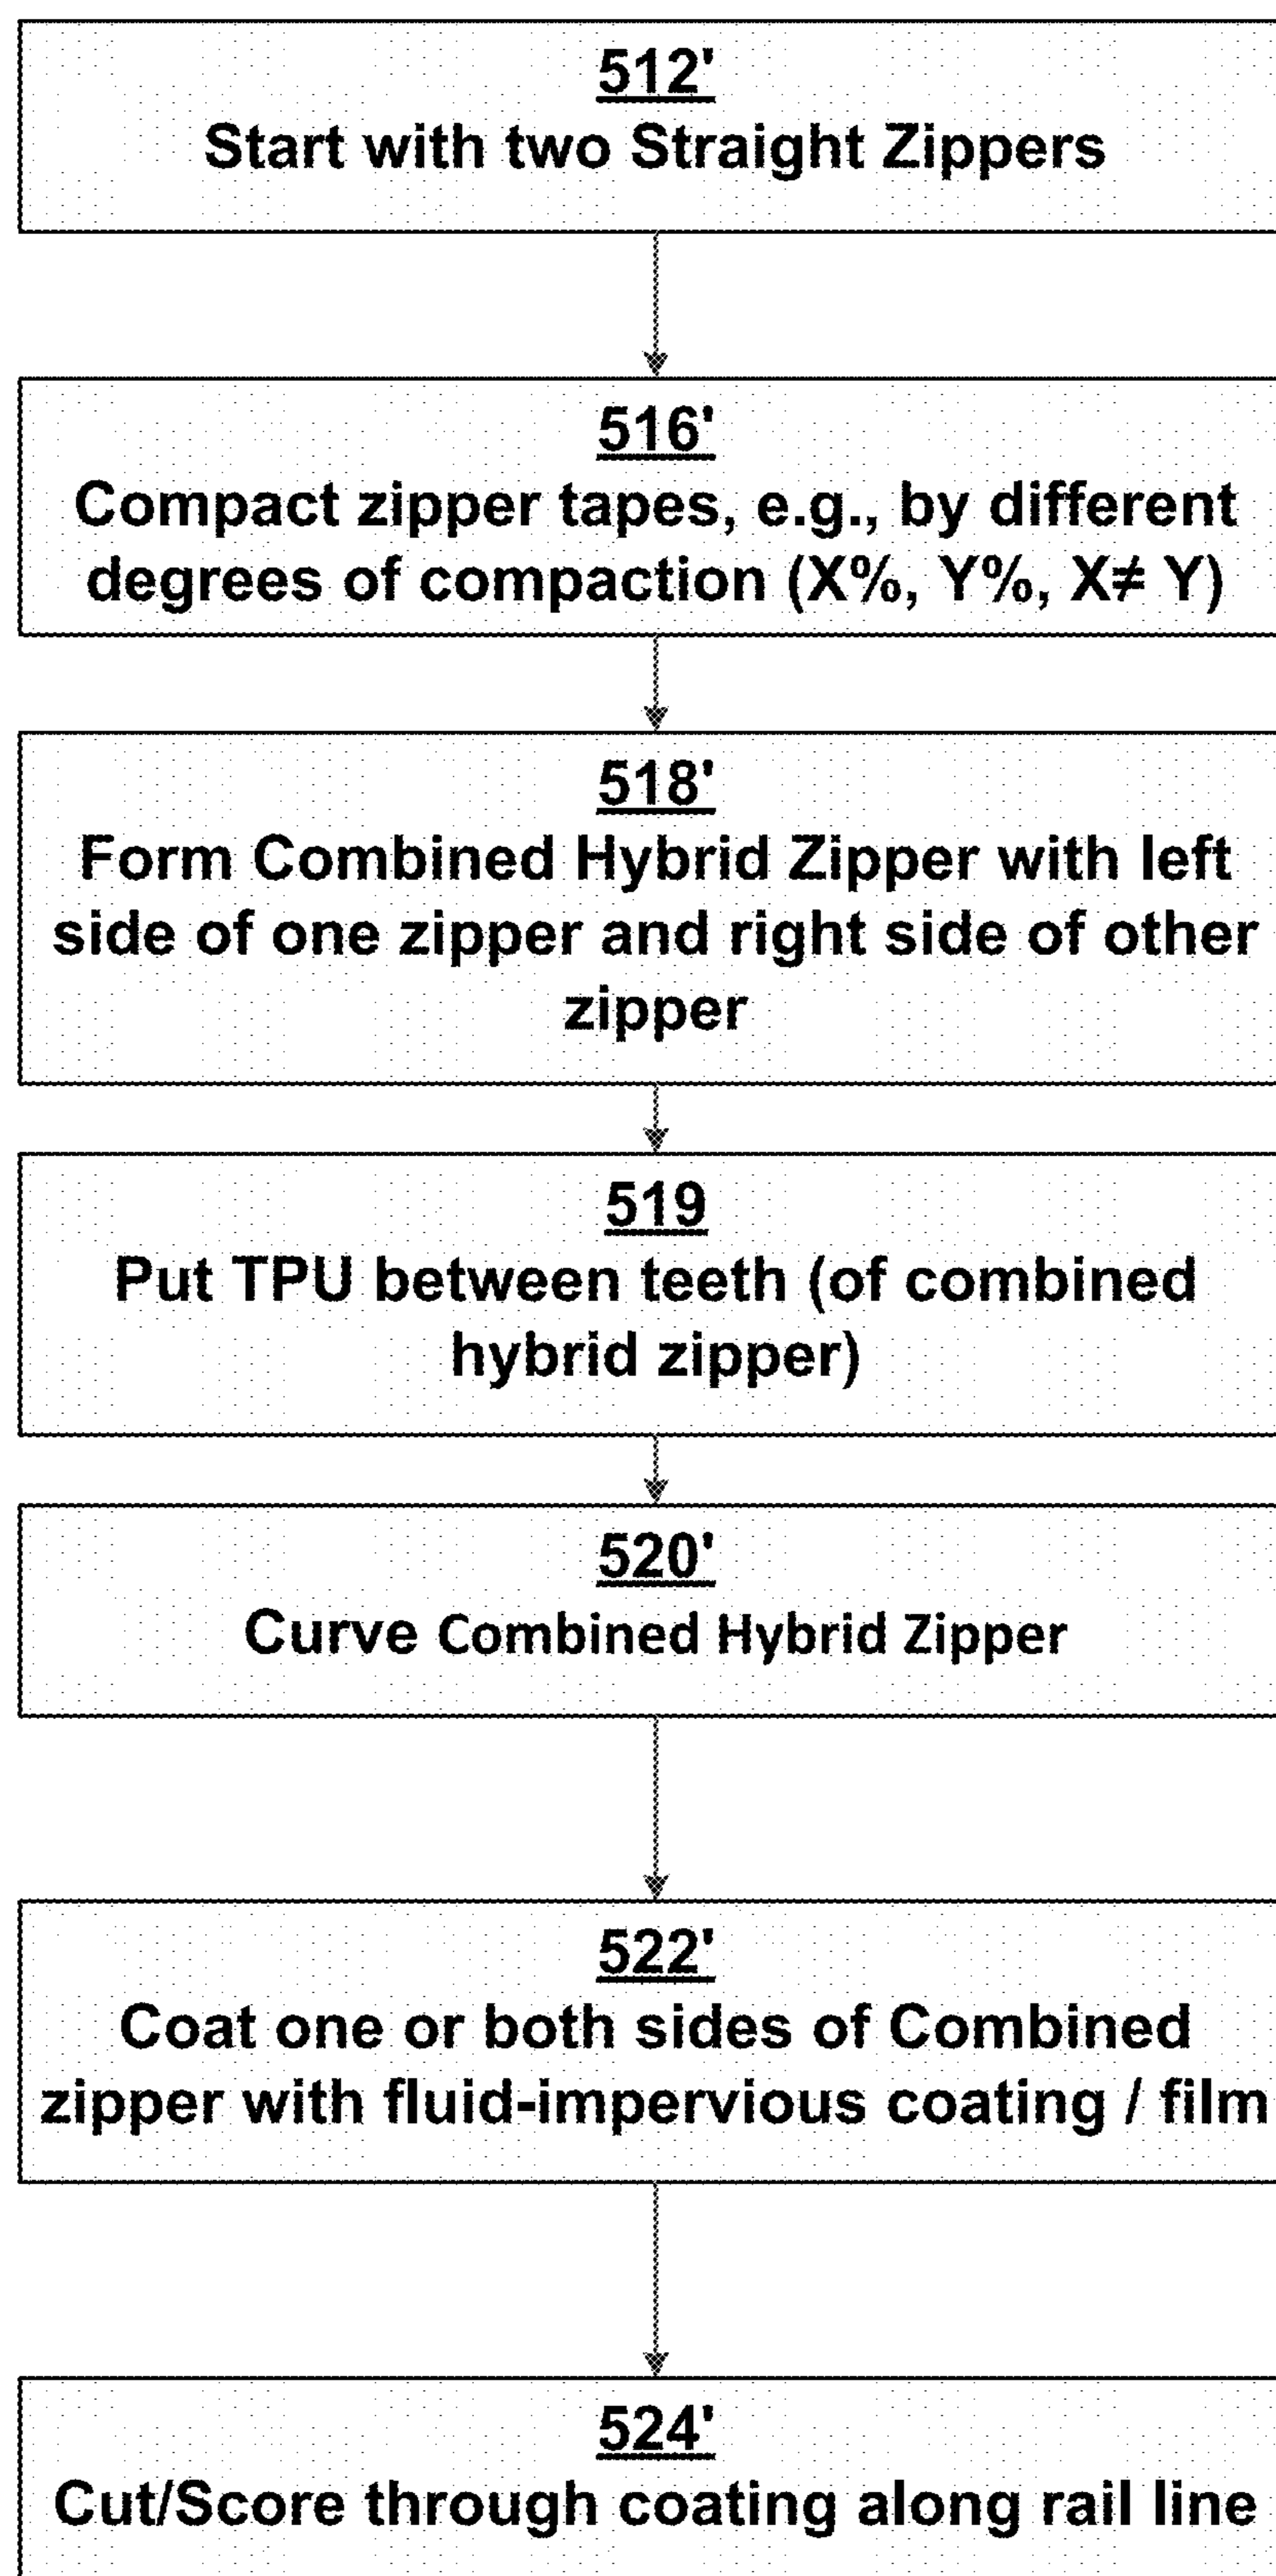 512'
Start with two Straight Zippers
516'
Compact zipper tapes, e.g., by different
degrees of compaction (X%, Y%, X≠ Y)
518'
Form Combined Hybrid Zipper with left
side of one zipper and right side of other
zipper
519
Put TPU between teeth (of combined
hybrid zipper)
520'
Curve Combined Hybrid Zipper
522'
Coat one or both sides of Combined
zipper with fluid-impervious coating / film
524'
Cut/Score through coating along rail line